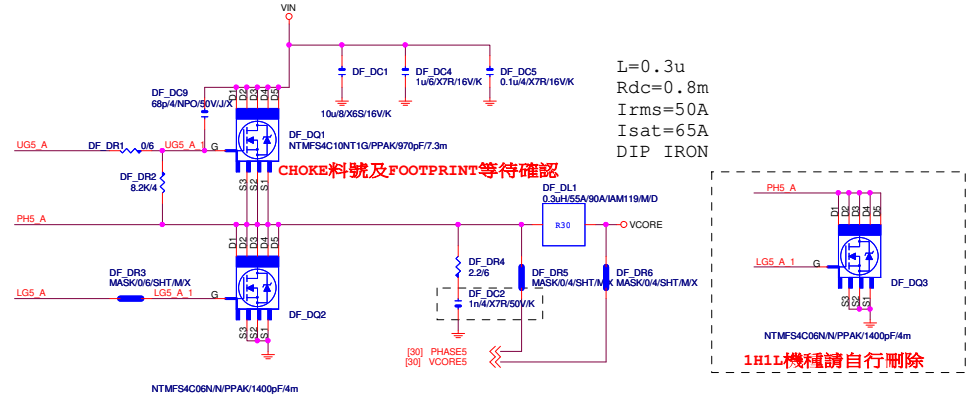 VIN
DF_DC1
10u/8/X6S/16V/K
DF_DC4
1u/6/X7R/16V/K
DF_DC5
0.1u/4/X7R/16V/K
L=0.3u
Rdc=0.8m
Irms=50A
Isat=65A
DIP IRON
DF_DC9
68p/4/NPO/50V/J/X
D1
D2
D3
D4
D5
DF_DQ1
NTMFS4C10NT1G/PPAK/970pF/7.3m
UG5_A
DF_DR1
0/6
UG5_A_1
G
S3
S2
S1
CHOKE料號及FOOTPRINT等待確認
DF_DR2
8.2K/4
DF_DL1
0.3uH/55A/90A/IAM119/M/D
R30
VCORE
PH5_A
D1
D2
D3
D4
D5
DF_DR3
MASK/0/6/SHT/M/X
LG5_A
LG5_A_1
G
S3
S2
S1
DF_DQ2
NTMFS4C06N/N/PPAK/1400pF/4m
DF_DR4
2.2/6
DF_DC2
1n/4/X7R/50V/K
DF_DR5
MASK/0/4/SHT/M/X
DF_DR6
MASK/0/4/SHT/M/X
[30] PHASE5
[30] VCORE5
PH5_A
D1
D2
D3
D4
D5
LG5_A_1
G
S3
S2
S1
DF_DQ3
NTMFS4C06N/N/PPAK/1400pF/4m
1H1L機種請自行刪除